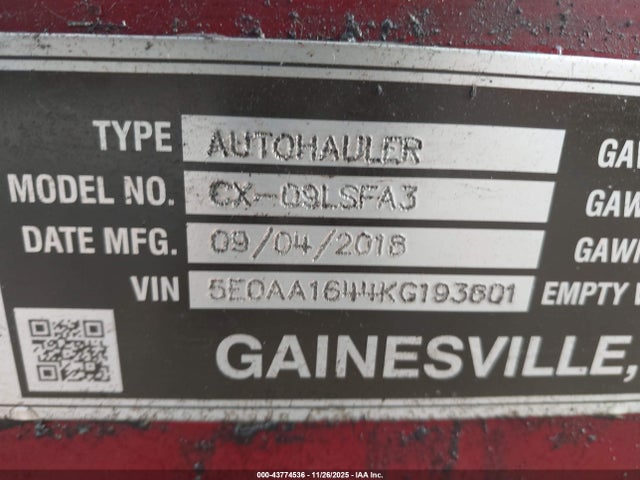 TYPE AUTOHAULER GA
MODEL NO. CX-09LSFA3 GAW
DATE MFG. 09/04/2018 GAWR
VIN 5E0AA1644KG193601 EMPTY
GAINESVILLE,
000-43774536 | 11/26/2025 | IAA Inc.